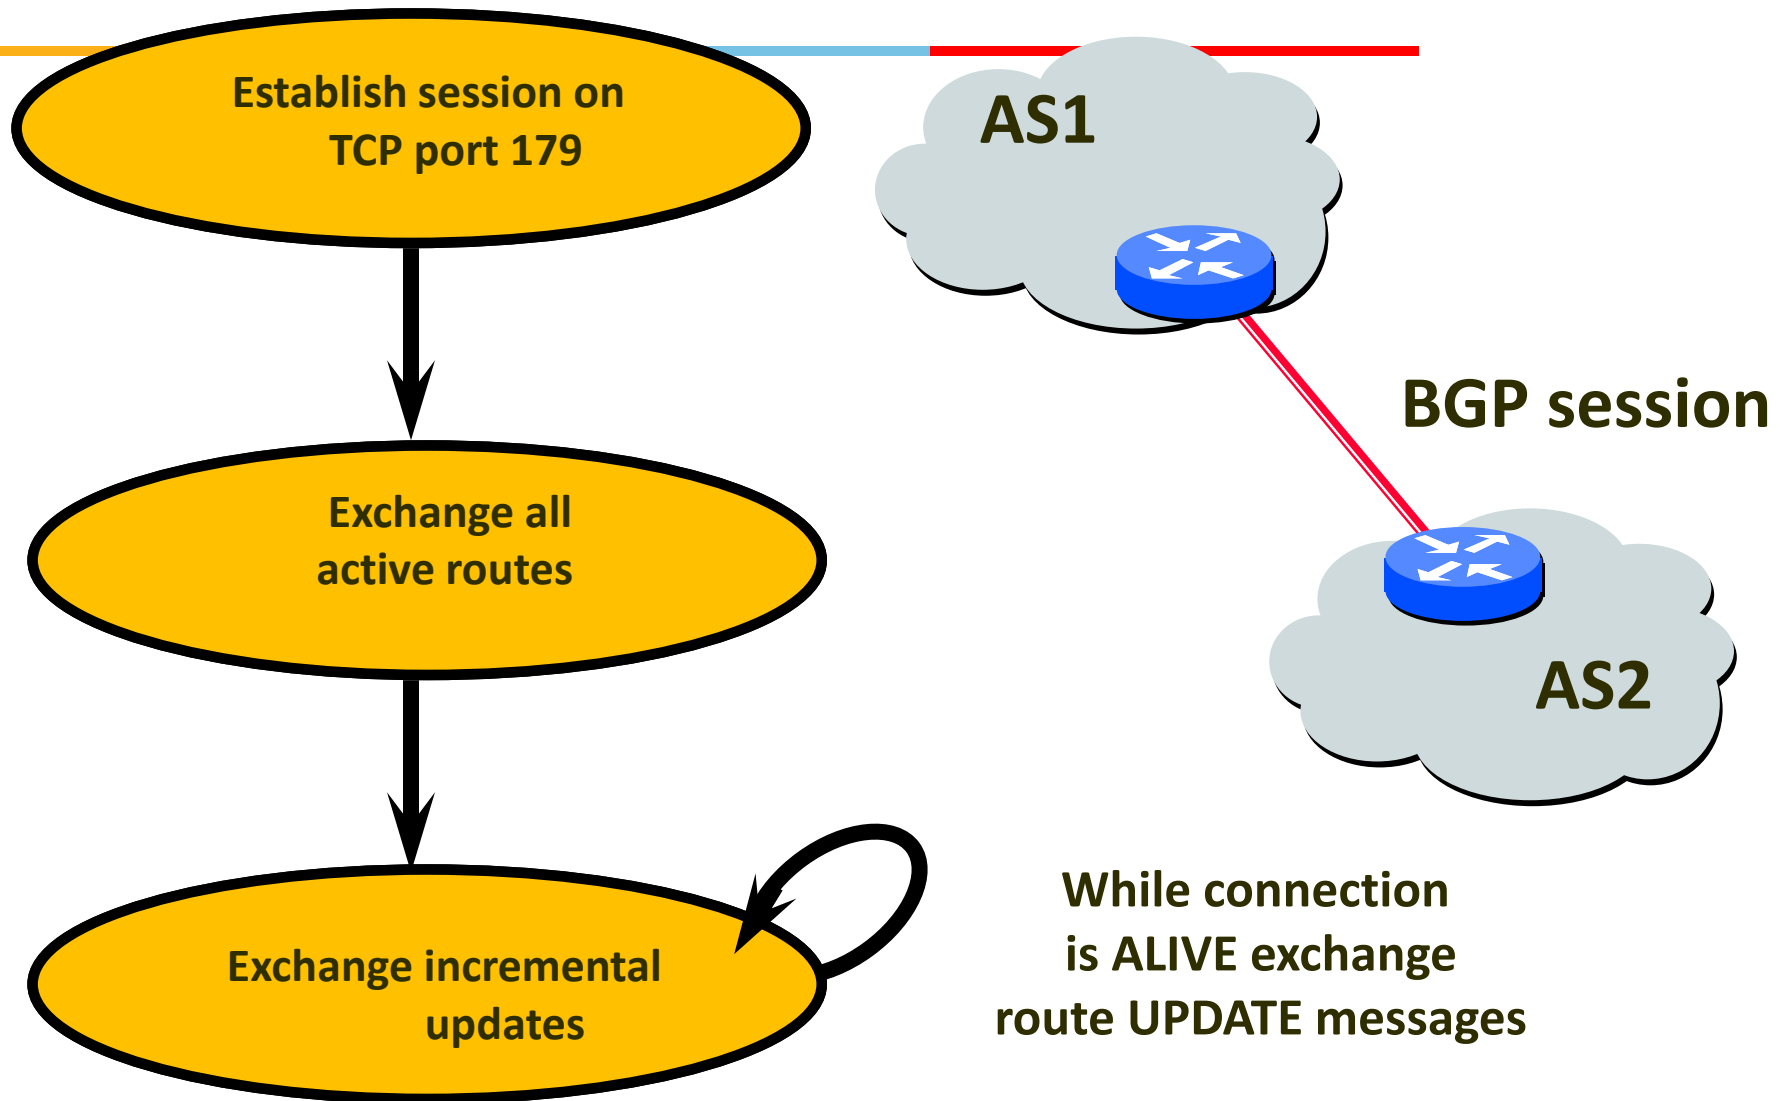 Establish session on
TCP port 179
AS1
BGP session
Exchange all
active routes
AS2
While connection
is ALIVE exchange
route UPDATE messages
Exchange incremental
updates